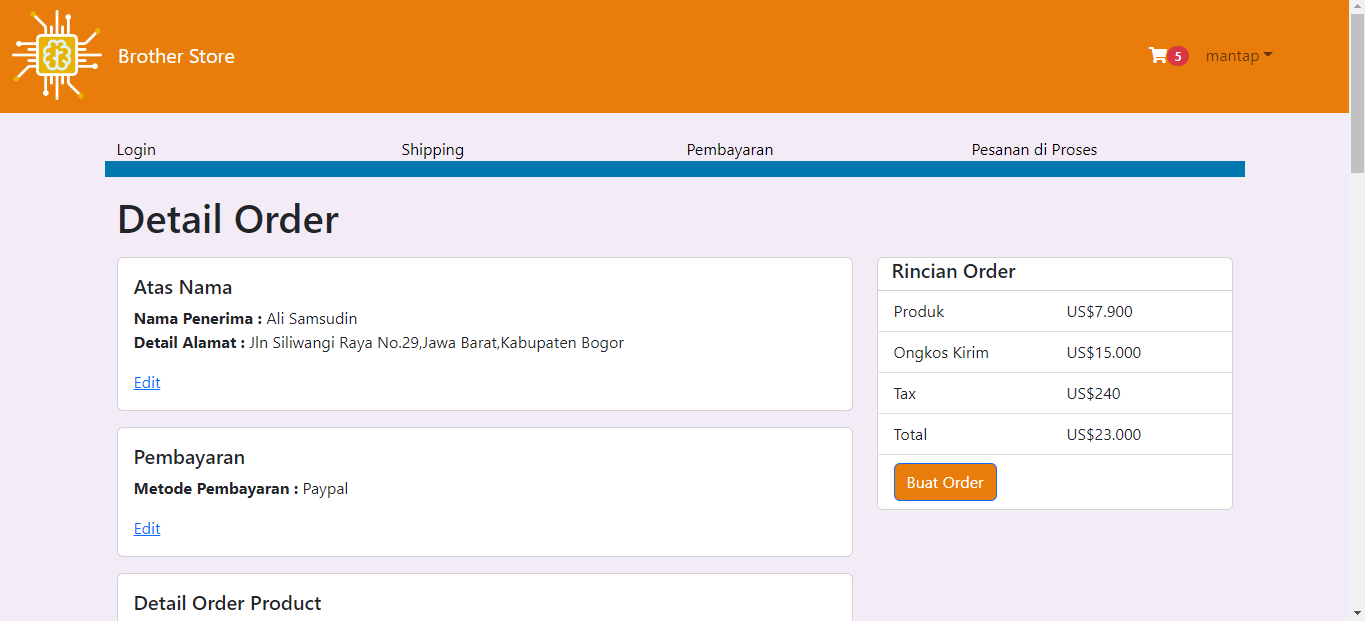 Brother Store
5
mantap
Login
Shipping
Pembayaran
Pesanan di Proses
Detail Order
Atas Nama
Nama Penerima : Ali Samsudin
Detail Alamat : Jln Siliwangi Raya No.29,Jawa Barat,Kabupaten Bogor
Edit
Pembayaran
Metode Pembayaran : Paypal
Edit
Detail Order Product
Rincian Order
Produk US$7.900
Ongkos Kirim US$15.000
Tax US$240
Total US$23.000
Buat Order